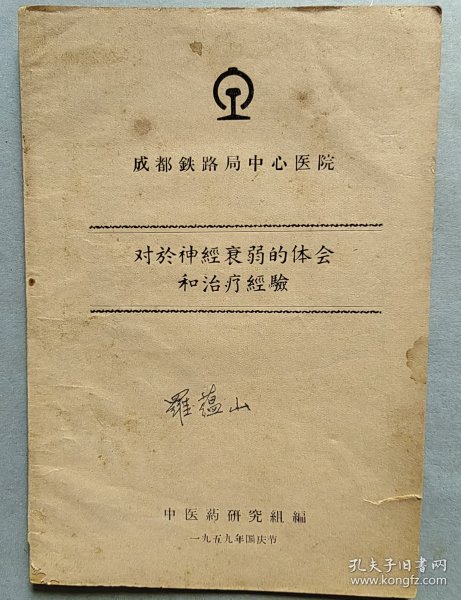 成都鉄路局中心医院
对於神經衰弱的体会
和治疗經驗
羅蕴山
中医药研究組編
一九五九年国庆节
孔夫子旧书网
book.kongfz.com